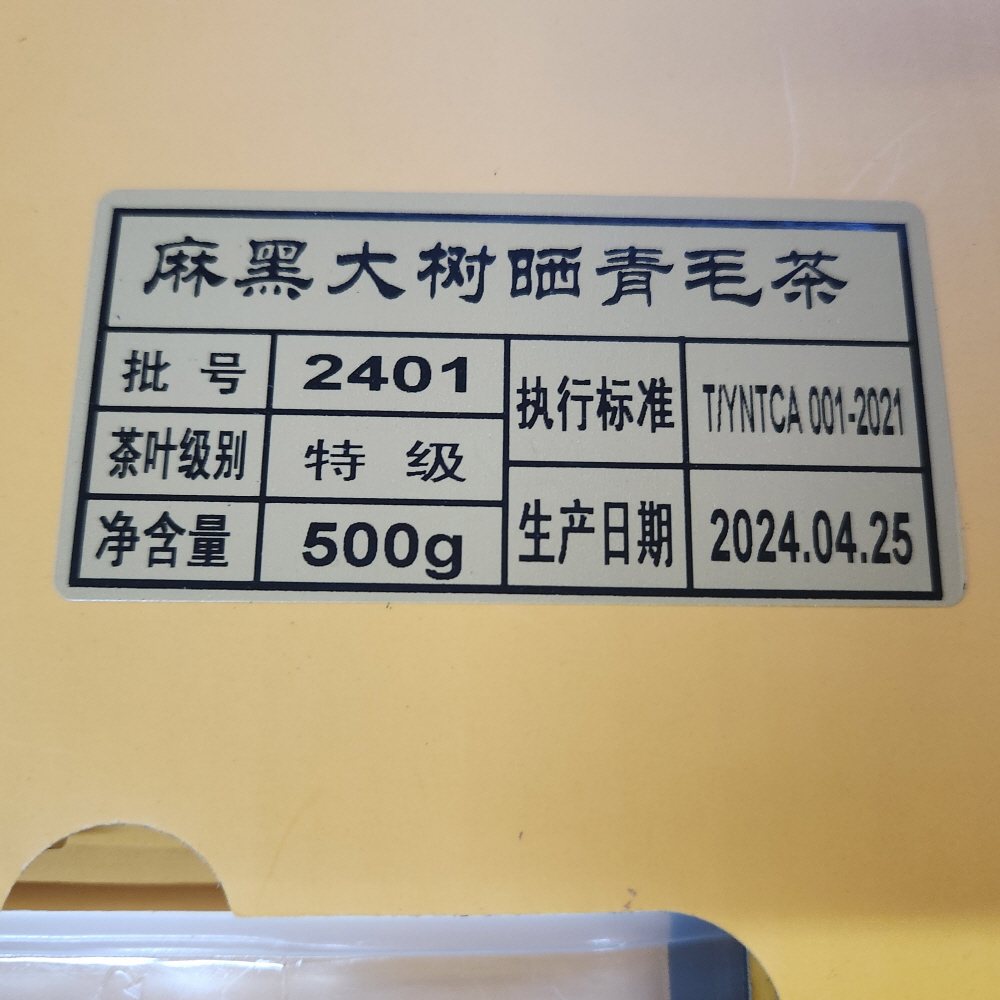 麻黑大树晒青毛茶
批号 2401
茶叶级别 特级
净含量 500g
执行标准 T/YNTCA 001-2021
生产日期 2024.04.25